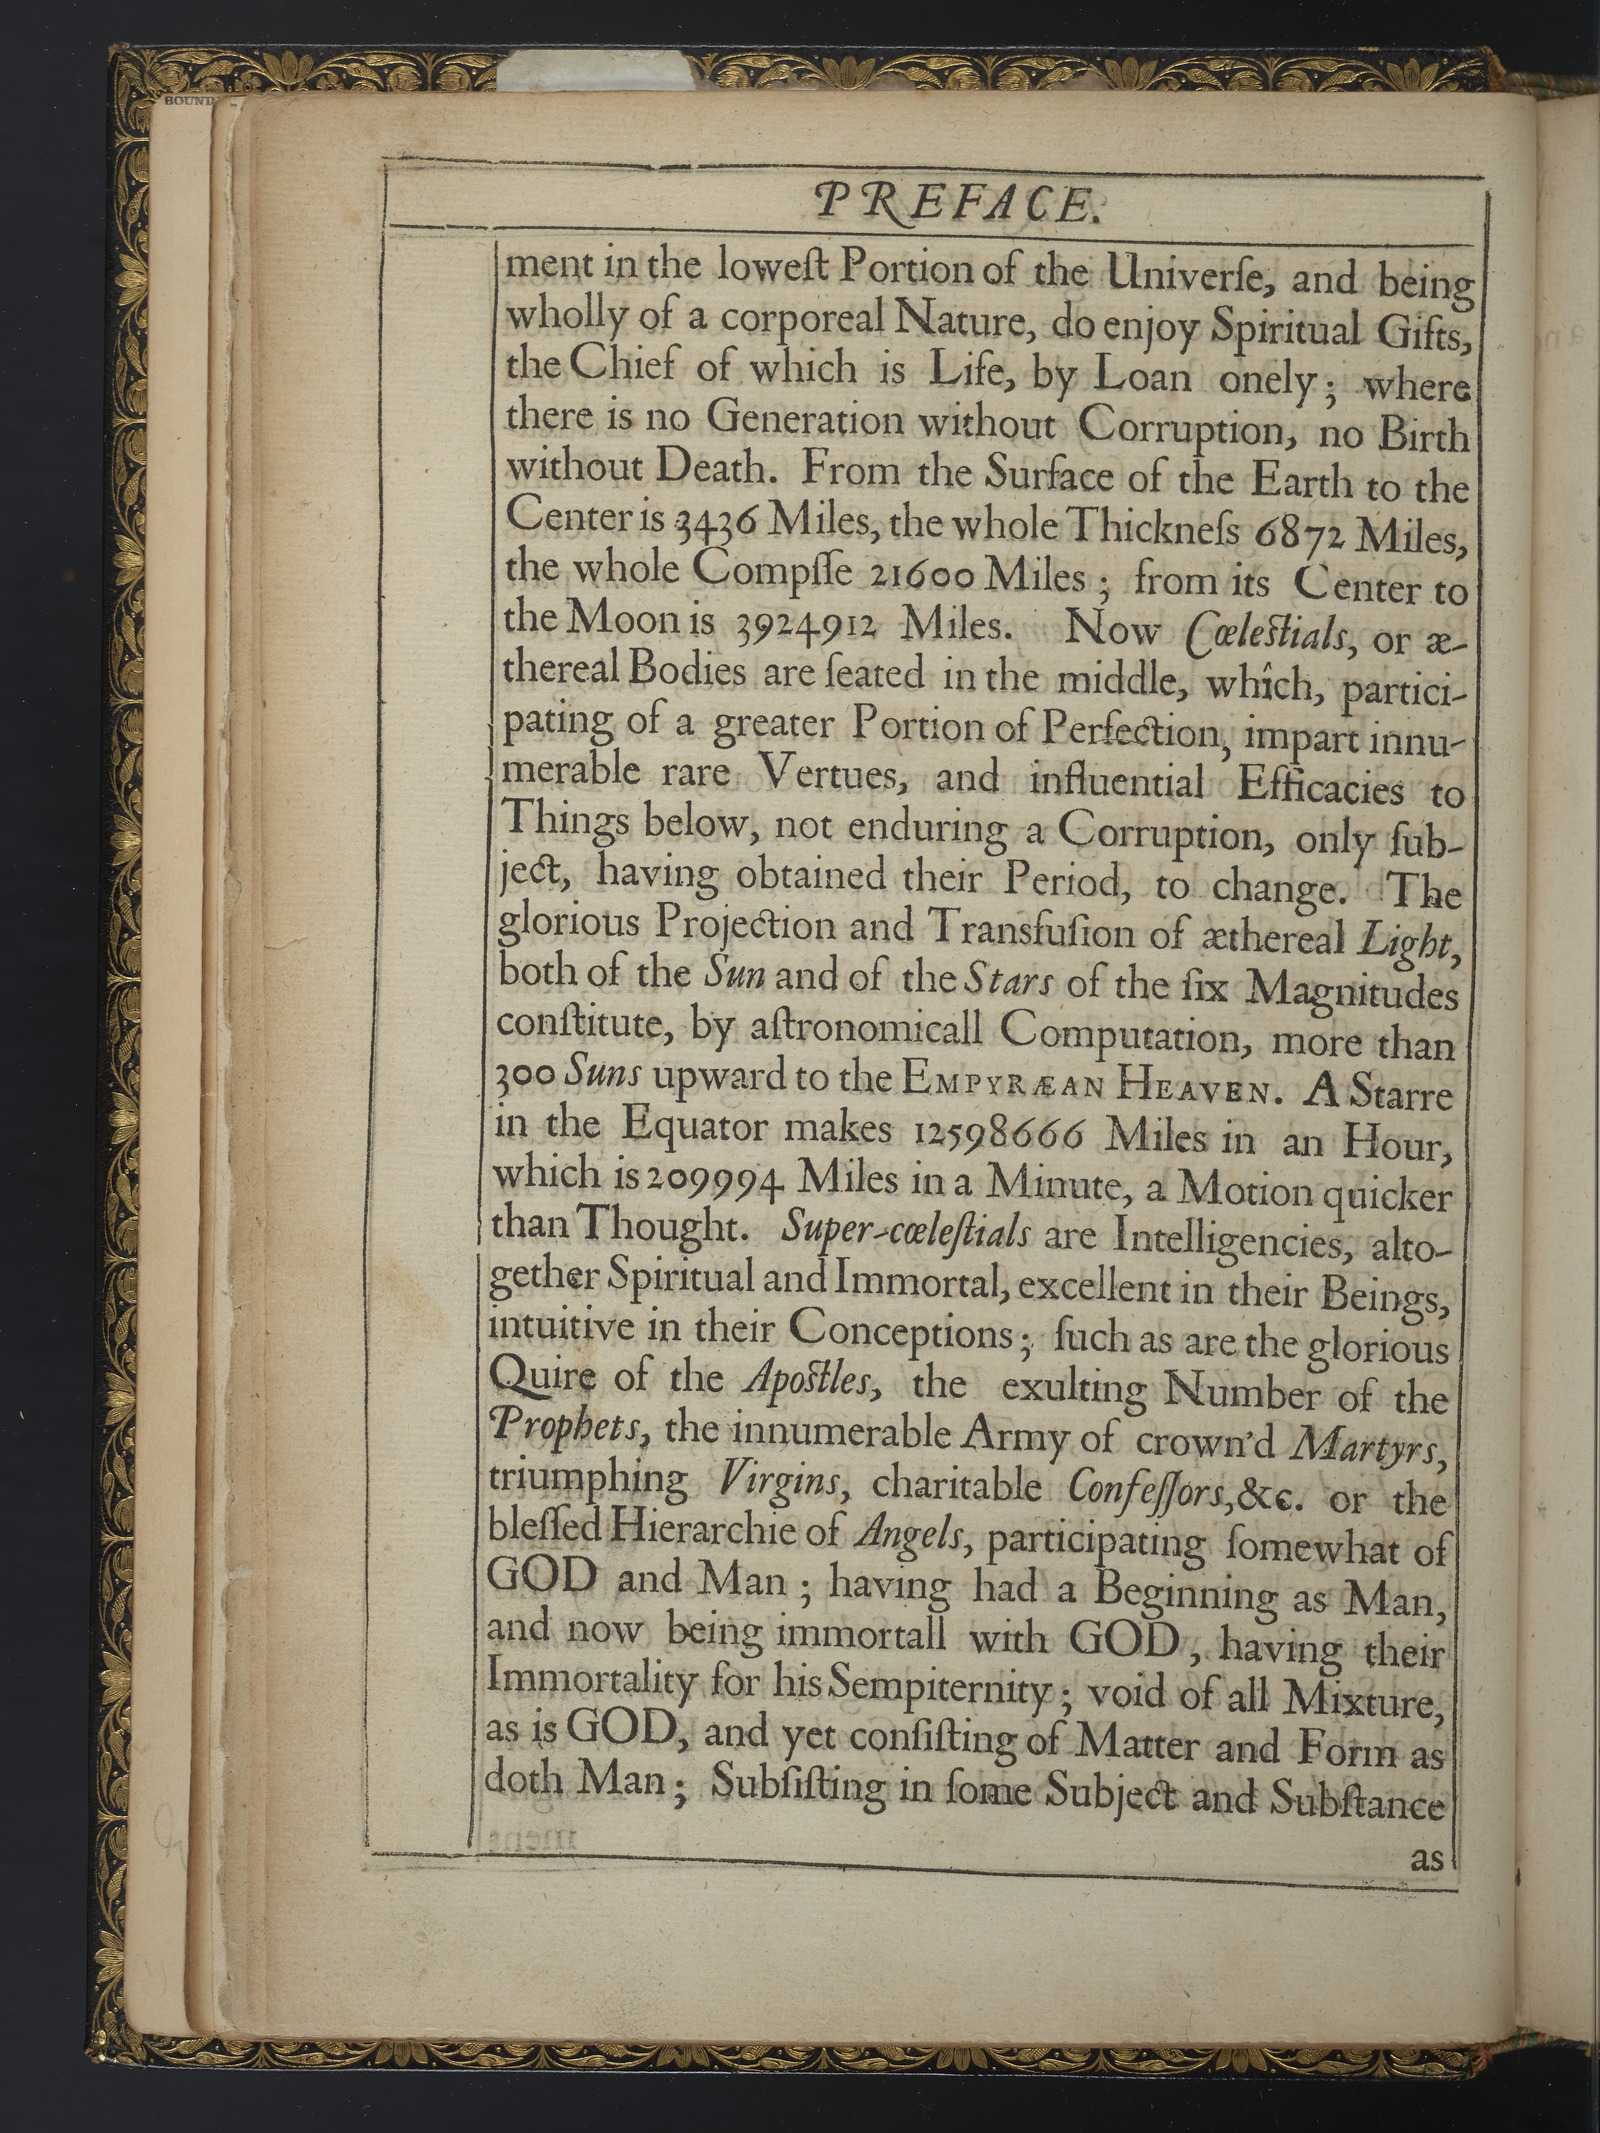 BOUND
PREFACE.
ment in the loweſt Portion of the Univerſe, and being
wholly of a corporeal Nature, do enjoy Spiritual Gifts,
the Chief of which is Life, by Loan onely; where
there is no Generation without Corruption, no Birth
without Death. From the Surface of the Earth to the
Center is 3436 Miles, the whole Thickneſs 6872 Miles,
the whole Compſſe 21600 Miles; from its Center to
the Moon is 3924912 Miles. Now Cœleſtials, or æ-
thereal Bodies are ſeated in the middle, whîch, partici-
pating of a greater Portion of Perfection, impart innu-
merable rare Vertues, and influential Efficacies to
Things below, not enduring a Corruption, only ſub-
ject, having obtained their Period, to change. The
glorious Projection and Transfuſion of æthereal Light,
both of the Sun and of the Stars of the ſix Magnitudes
conſtitute, by aſtronomicall Computation, more than
300 Suns upward to the EMPYRÆAN HEAVEN. A Starre
in the Equator makes 12598666 Miles in an Hour,
which is 209994 Miles in a Minute, a Motion quicker
than Thought. Super-cœleſtials are Intelligencies, alto-
gether Spiritual and Immortal, excellent in their Beings,
intuitive in their Conceptions; ſuch as are the glorious
Quire of the Apoſtles, the exulting Number of the
Prophets, the innumerable Army of crown'd Martyrs,
triumphing Virgins, charitable Confeſſors,&c. or the
bleſſed Hierarchie of Angels, participating ſomewhat of
GOD and Man; having had a Beginning as Man,
and now being immortall with GOD, having their
Immortality for his Sempiternity; void of all Mixture,
as is GOD, and yet conſiſting of Matter and Form as
doth Man; Subſiſting in ſome Subject and Subſtance
as